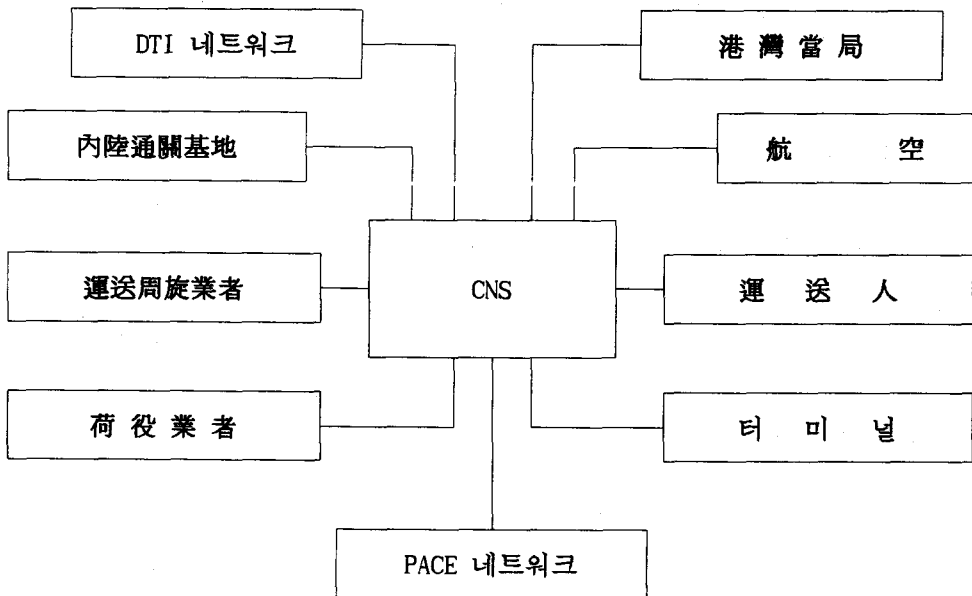 DTI 네트워크
港 灣 當 局
內陸通關基地
航 空
運送周旋業者
CNS
運 送 人
荷 役 業 者
터 미 널
PACE 네트워크